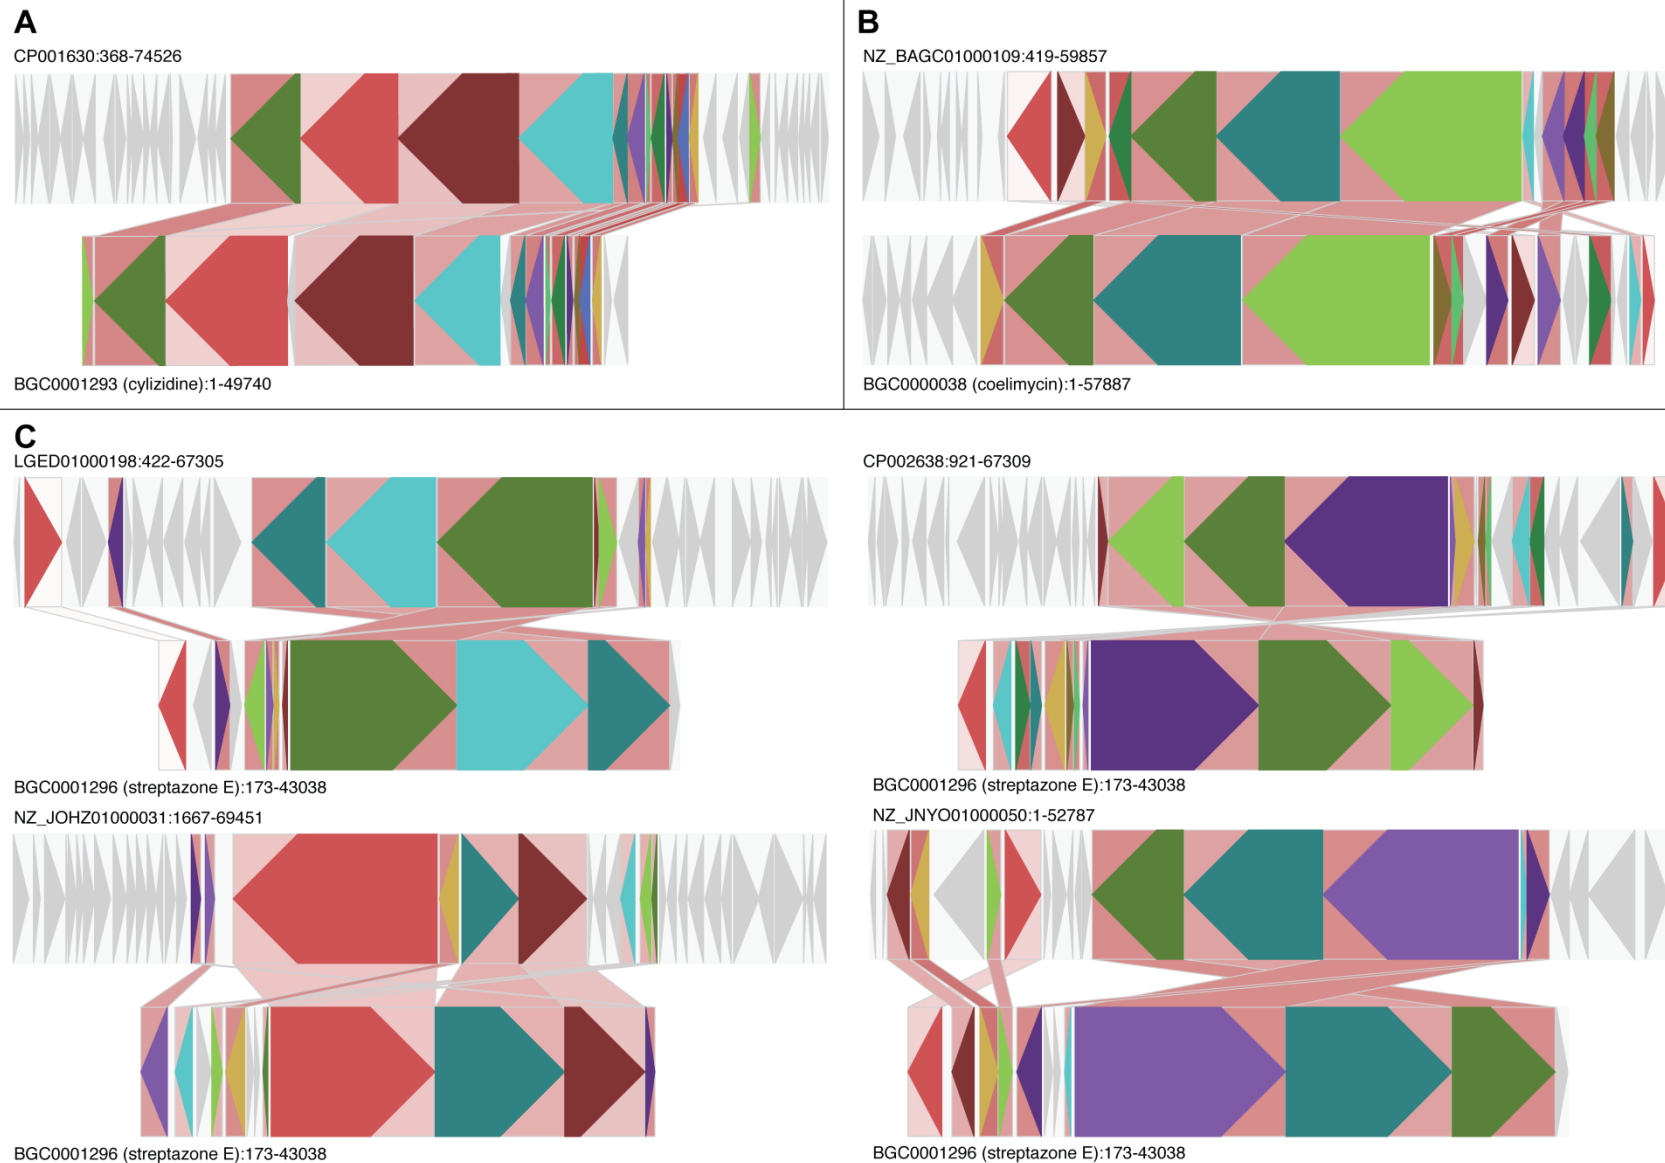 A
CP001630:368-74526
BGC0001293 (cylizidine):1-49740
B
NZ_BAGC01000109:419-59857
BGC0000038 (coelimycin):1-57887
C
LGED01000198:422-67305
BGC0001296 (streptazone E):173-43038
CP002638:921-67309
BGC0001296 (streptazone E):173-43038
NZ_JOHZ01000031:1667-69451
BGC0001296 (streptazone E):173-43038
NZ_JNYO01000050:1-52787
BGC0001296 (streptazone E):173-43038